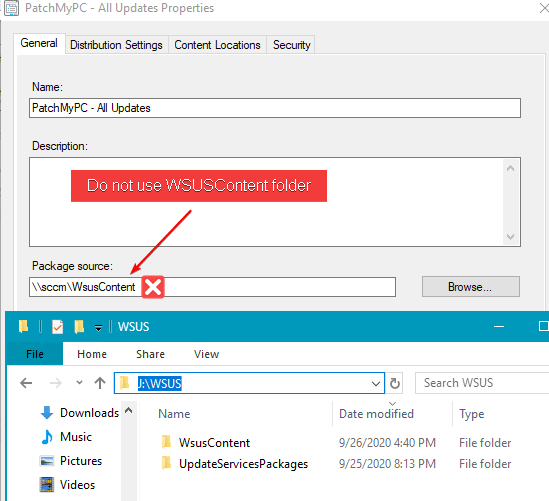 PatchMyPC - All Updates Properties
General Distribution Settings Content Locations Security
Name:
PatchMyPC - All Updates
Description:
Do not use WSUSContent folder
Package source:
\\sccm\WsusContent Browse...
WSUS
File Home Share View
J:\WSUS Search WSUS
Downloads Name Date modified Type
Music WsusContent 9/26/2020 4:40 PM File folder
Pictures UpdateServicesPackages 9/25/2020 8:13 PM File folder
Videos